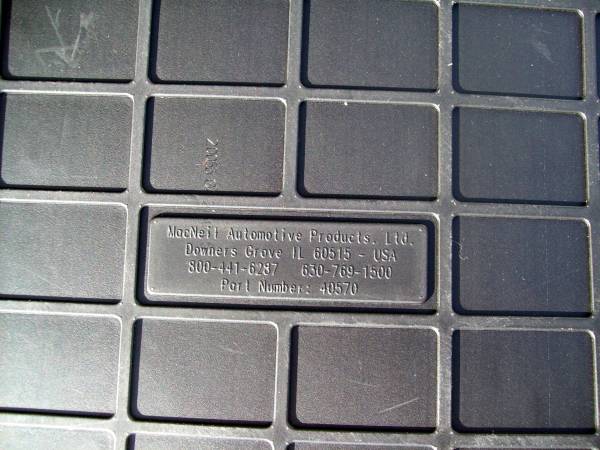 MacNeil Automotive Products, Ltd.
Downers Grove IL 60515 - USA
800-441-6287 630-769-1500
Part Number: 40570